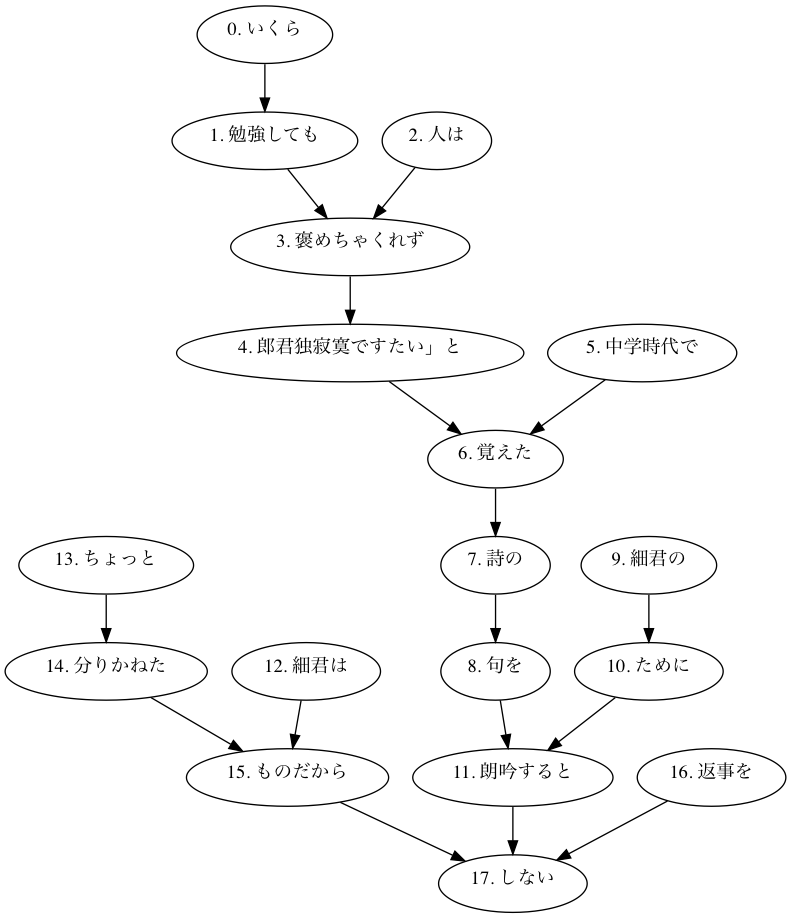 0. いくら
1. 勉強しても
2. 人は
3. 褒めちゃくれず
4. 郎君独寂寞ですたい」と
5. 中学時代で
6. 覚えた
13. ちょっと
7. 詩の
9. 細君の
14. 分りかねた
12. 細君は
8. 句を
10. ために
15. ものだから
11. 朗吟すると
16. 返事を
17. しない